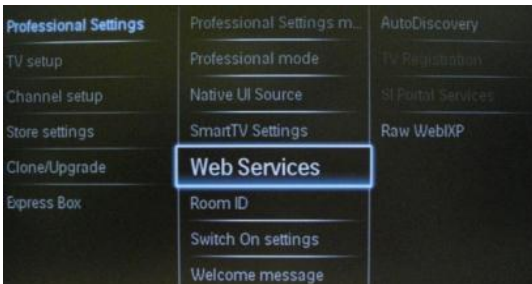 Professional Settings
TV setup
Channel setup
Store settings
Clone/Upgrade
Express Box
Professional Settings m...
Professional mode
Native UI Source
SmartTV Settings
Web Services
Room ID
Switch On settings
Welcome message
AutoDiscovery
TV Registration
SI Portal Services
Raw WebIXP